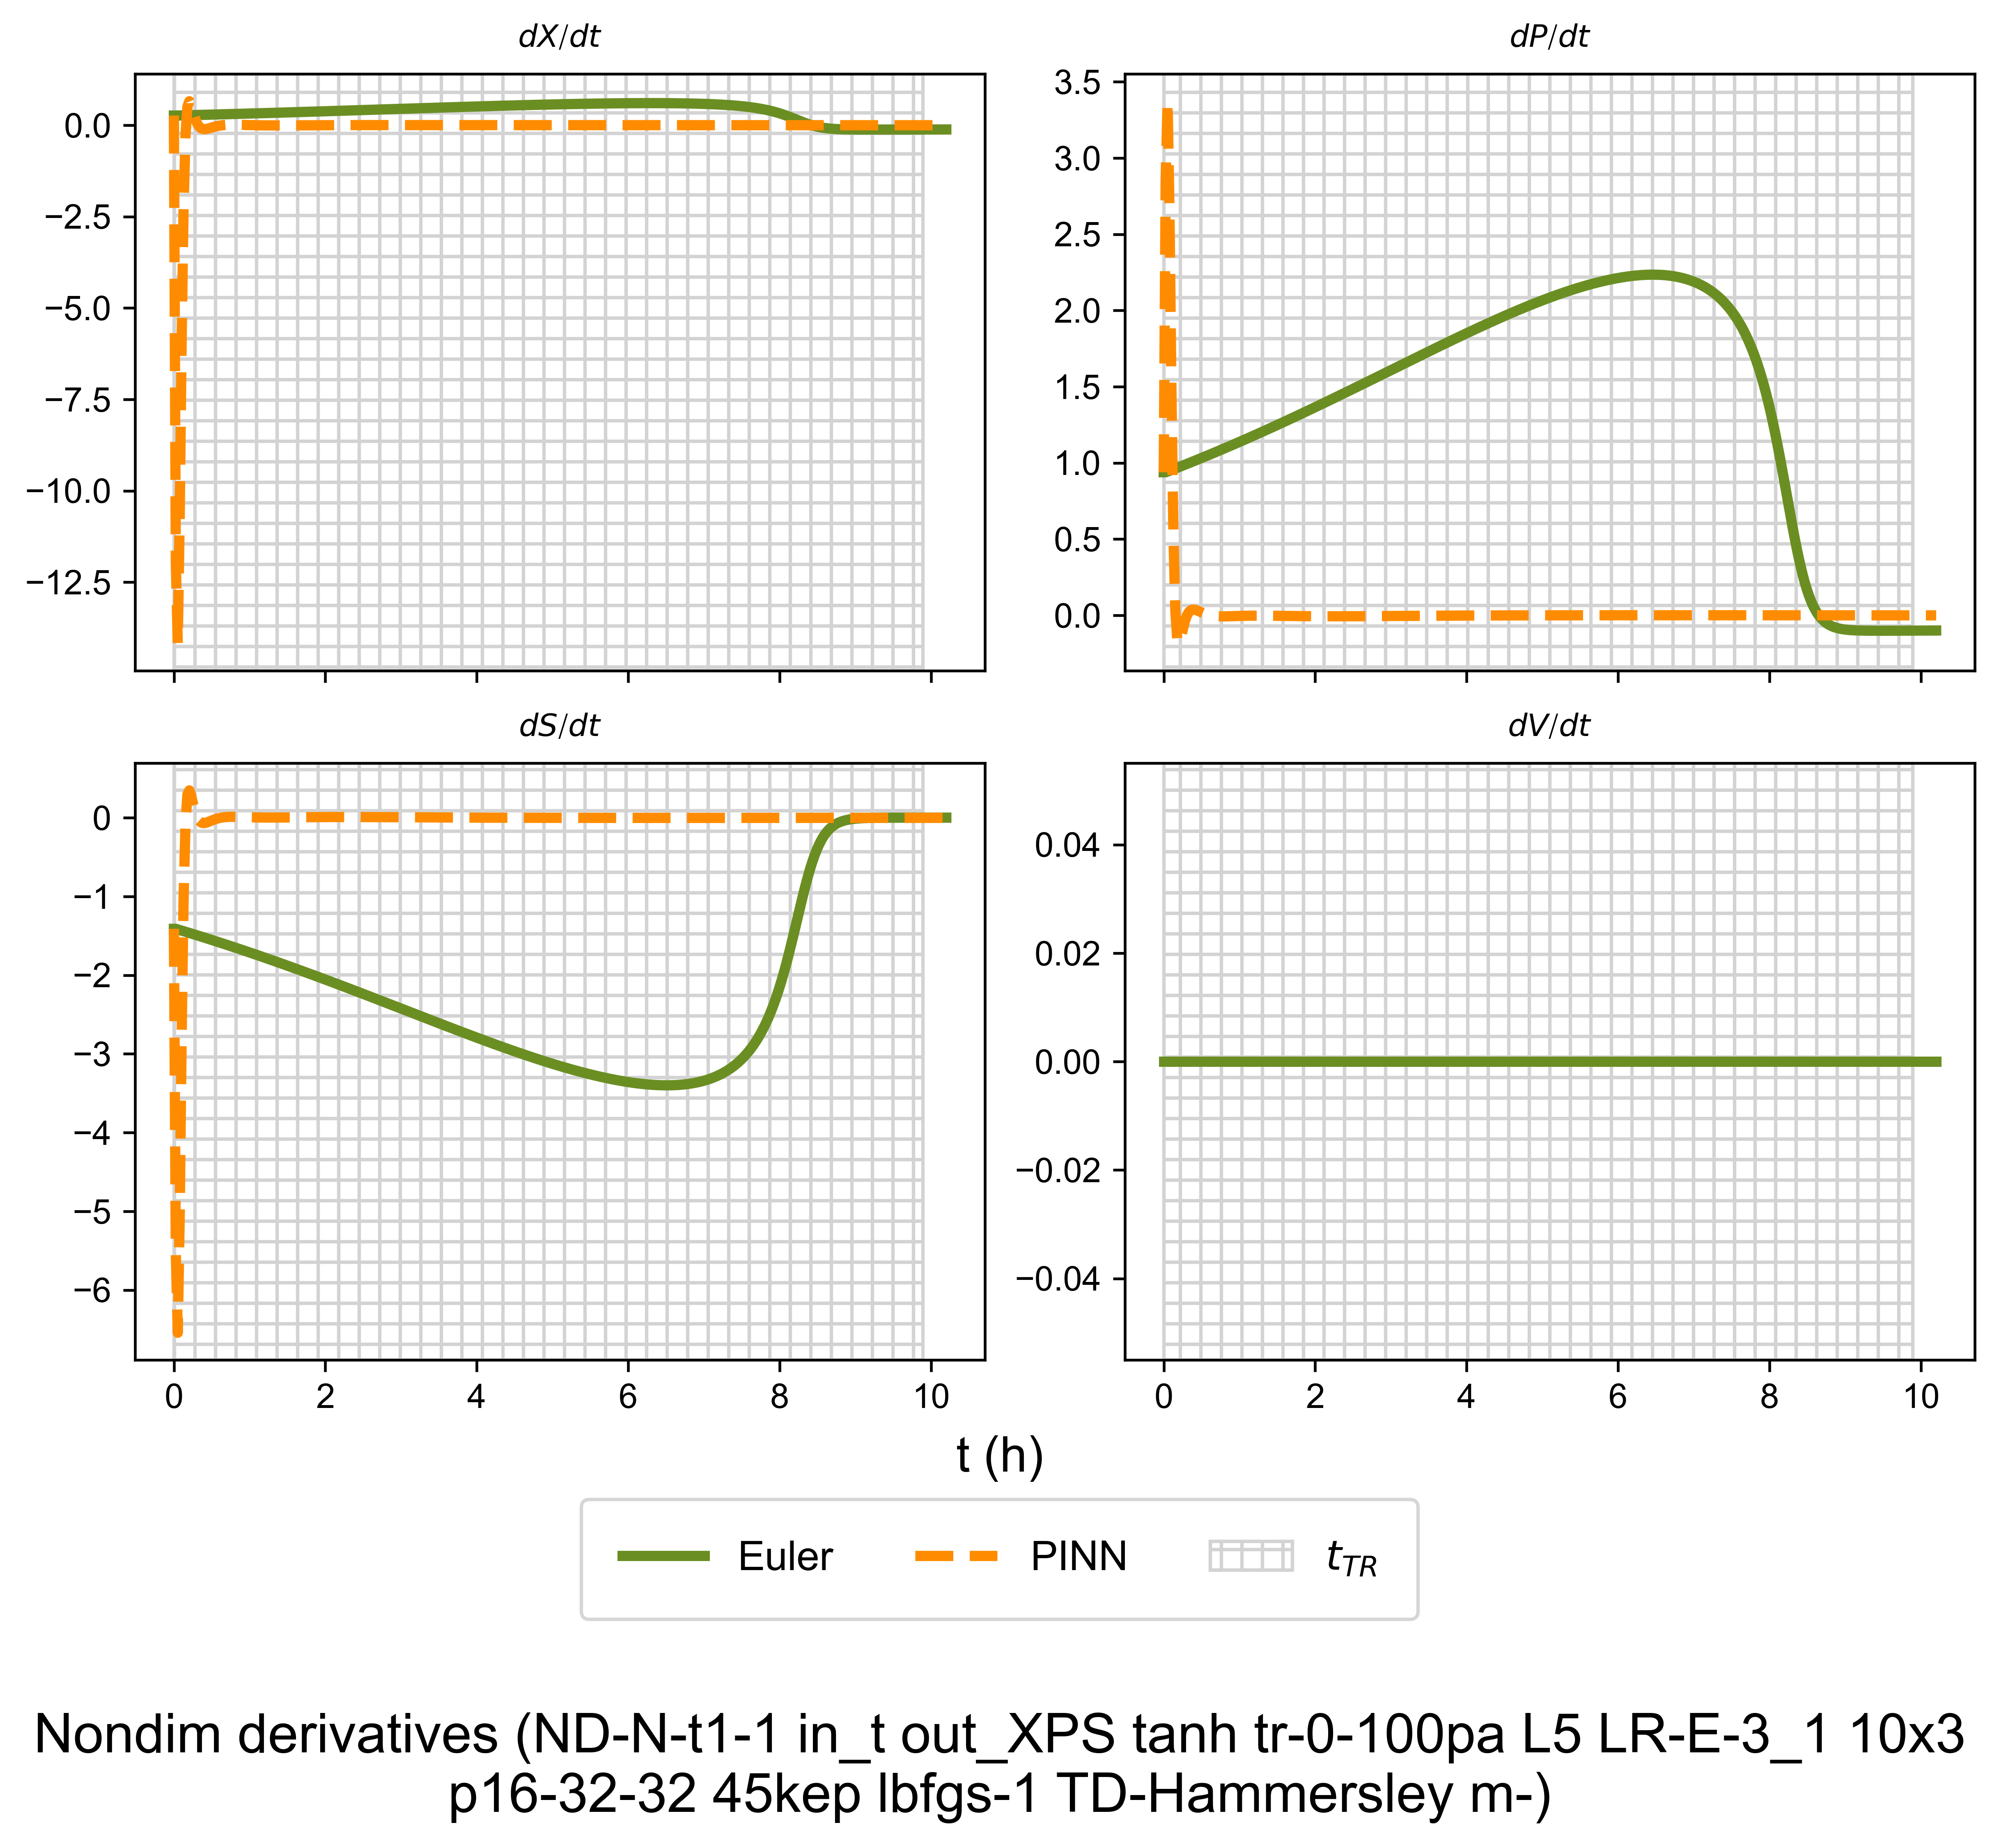 dX/dt
dP/dt
0.0
−2.5
−5.0
−7.5
−10.0
−12.5
3.5
3.0
2.5
2.0
1.5
1.0
0.5
0.0
dS/dt
dV/dt
0
−1
−2
−3
−4
−5
−6
0 2 4 6 8 10
0.04
0.02
0.00
−0.02
−0.04
0 2 4 6 8 10
t (h)
Euler PINN t_TR
Nondim derivatives (ND-N-t1-1 in_t out_XPS tanh tr-0-100pa L5 LR-E-3_1 10x3
p16-32-32 45kep lbfgs-1 TD-Hammersley m-)